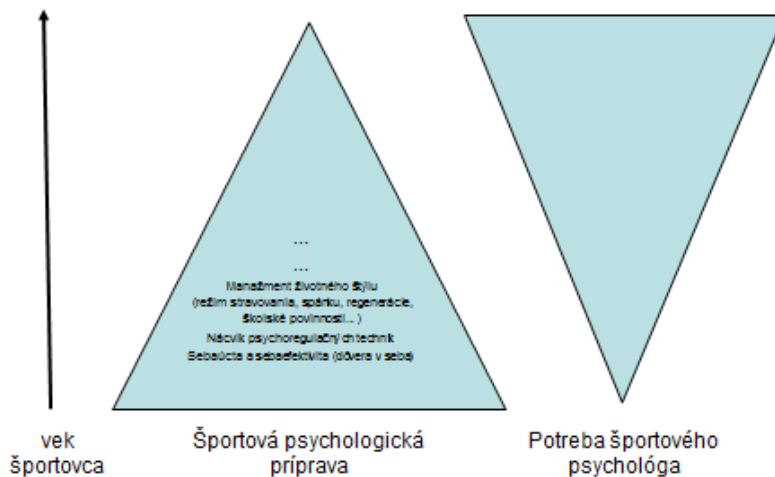 ...
...
Manažment životného štýlu
(režim stravovania, spánku, regenerácie,
školské povinnosti... )
Nácvik psychoregulačných techník
Sebaúcta a sebaefektivita (dôvera v seba)
vek
športovca
Športová psychologická
príprava
Potreba športového
psychológa